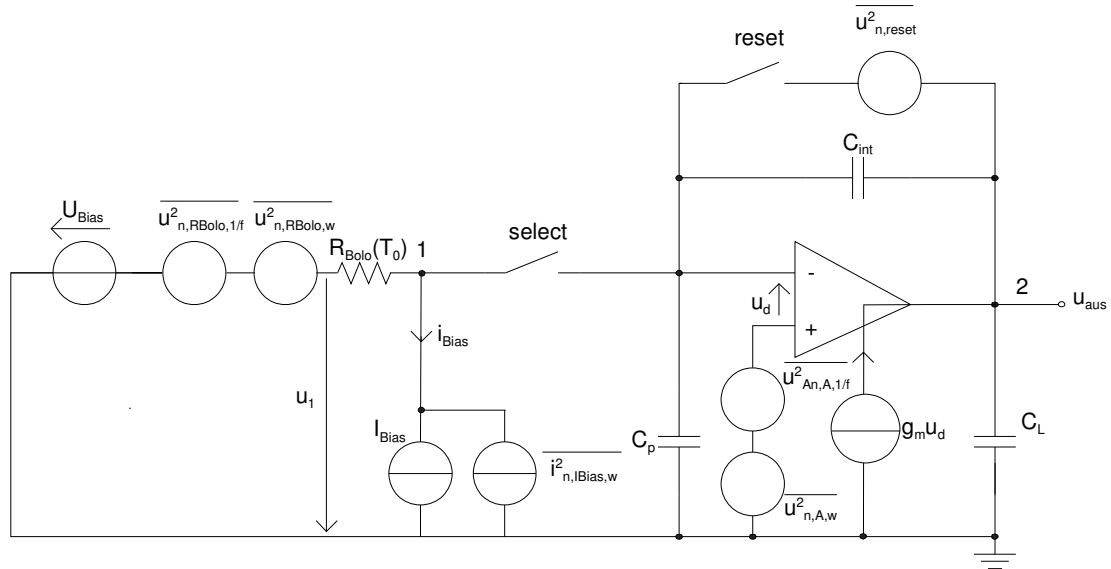 u²n,reset
reset
Cint
UBias
u²n,RBolo,1/f
u²n,RBolo,w
RBolo(T0)
1
select
-
2
uaus
ud
+
iBias
u²An,A,1/f
u1
IBias
i²n,IBias,w
Cp
gmud
CL
u²n,A,w